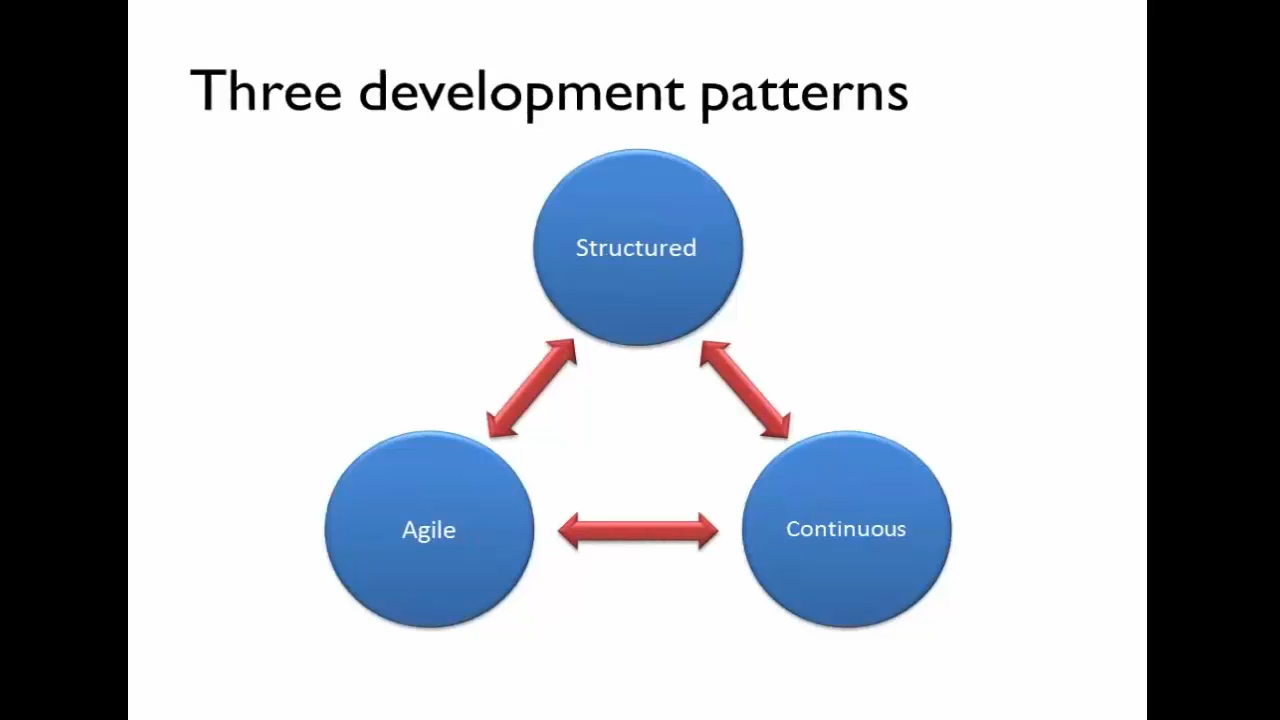 Three development patterns
Structured
Agile
Continuous